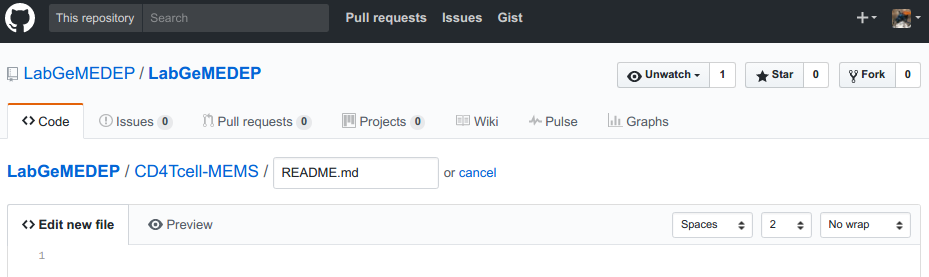 This repository Search Pull requests Issues Gist
LabGeMEDEP / LabGeMEDEP Unwatch 1 Star 0 Fork 0
Code Issues 0 Pull requests 0 Projects 0 Wiki Pulse Graphs
LabGeMEDEP / CD4Tcell-MEMS / README.md or cancel
Edit new file Preview Spaces 2 No wrap
1